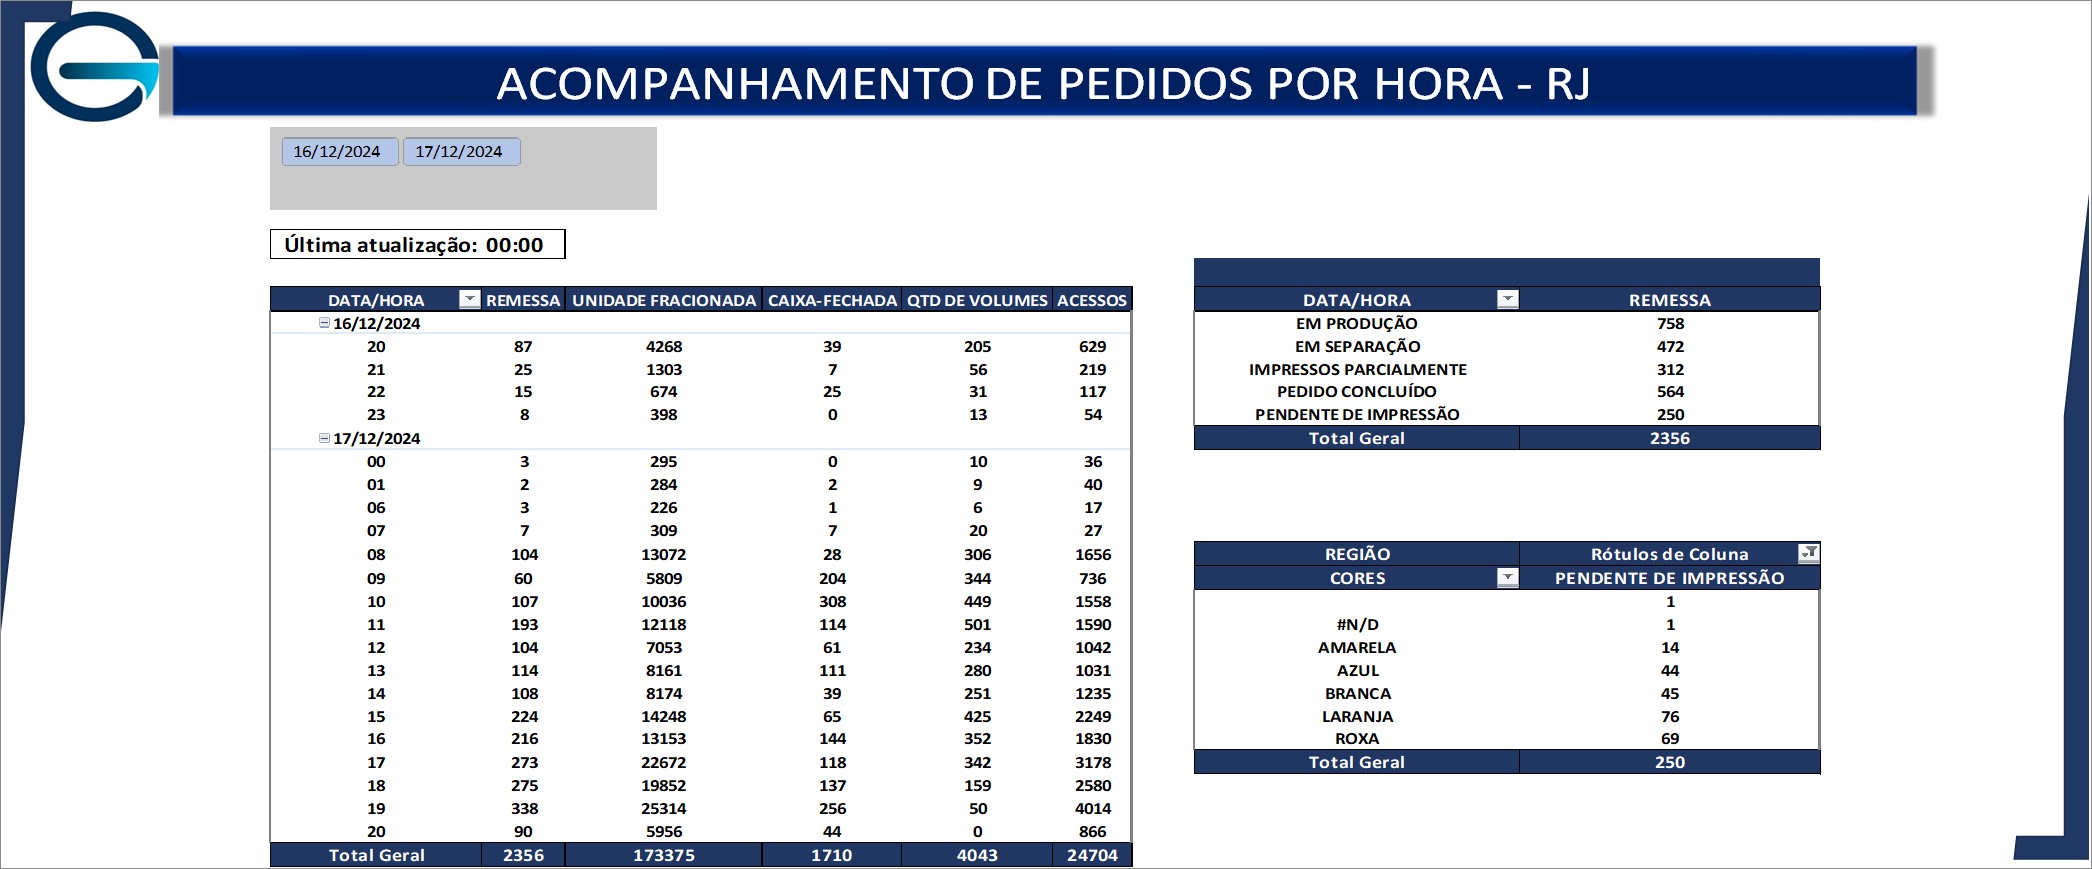 ACOMPANHAMENTO DE PEDIDOS POR HORA - RJ
16/12/2024 17/12/2024
Última atualização: 00:00
DATA/HORA REMESSA UNIDADE FRACIONADA CAIXA-FECHADA QTD DE VOLUMES ACESSOS
16/12/2024
20 87 4268 39 205 629
21 25 1303 7 56 219
22 15 674 25 31 117
23 8 398 0 13 54
17/12/2024
00 3 295 0 10 36
01 2 284 2 9 40
06 3 226 1 6 17
07 7 309 7 20 27
08 104 13072 28 306 1656
09 60 5809 204 344 736
10 107 10036 308 449 1558
11 193 12118 114 501 1590
12 104 7053 61 234 1042
13 114 8161 111 280 1031
14 108 8174 39 251 1235
15 224 14248 65 425 2249
16 216 13153 144 352 1830
17 273 22672 118 342 3178
18 275 19852 137 159 2580
19 338 25314 256 50 4014
20 90 5956 44 0 866
Total Geral 2356 173375 1710 4043 24704
DATA/HORA REMESSA
EM PRODUÇÃO 758
EM SEPARAÇÃO 472
IMPRESSOS PARCIALMENTE 312
PEDIDO CONCLUÍDO 564
PENDENTE DE IMPRESSÃO 250
Total Geral 2356
REGIÃO Rótulos de Coluna
CORES PENDENTE DE IMPRESSÃO
1
#N/D 1
AMARELA 14
AZUL 44
BRANCA 45
LARANJA 76
ROXA 69
Total Geral 250